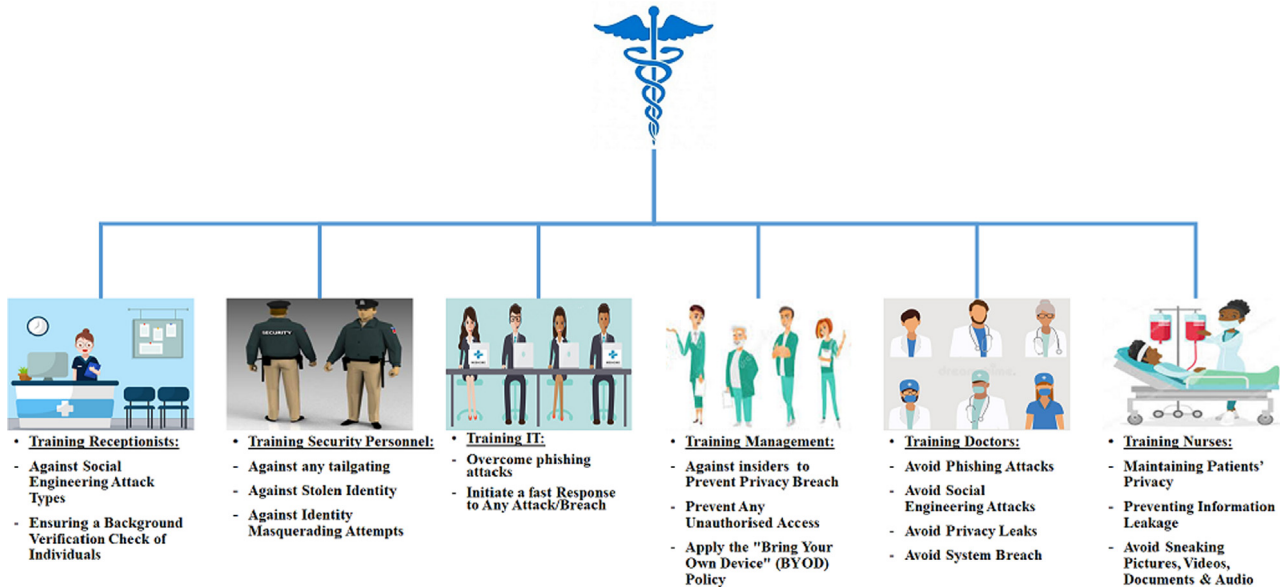 SECURITY
Training Receptionists:
- Against Social
Engineering Attack
Types
- Ensuring a Background
Verification Check of
Individuals
• Training Security Personnel:
- Against any tailgating
- Against Stolen Identity
- Against Identity
Masquerading Attempts
• Training IT:
- Overcome phishing
attacks
- Initiate a fast Response
to Any Attack/Breach
• Training Management:
- Against insiders to
Prevent Privacy Breach
- Prevent Any
Unauthorised Access
- Apply the "Bring Your
Own Device" (BYOD)
Policy
• Training Doctors:
- Avoid Phishing Attacks
- Avoid Social
Engineering Attacks
- Avoid Privacy Leaks
- Avoid System Breach
• Training Nurses:
- Maintaining Patients'
Privacy
- Preventing Information
Leakage
- Avoid Sneaking
Pictures, Videos,
Documents & Audio